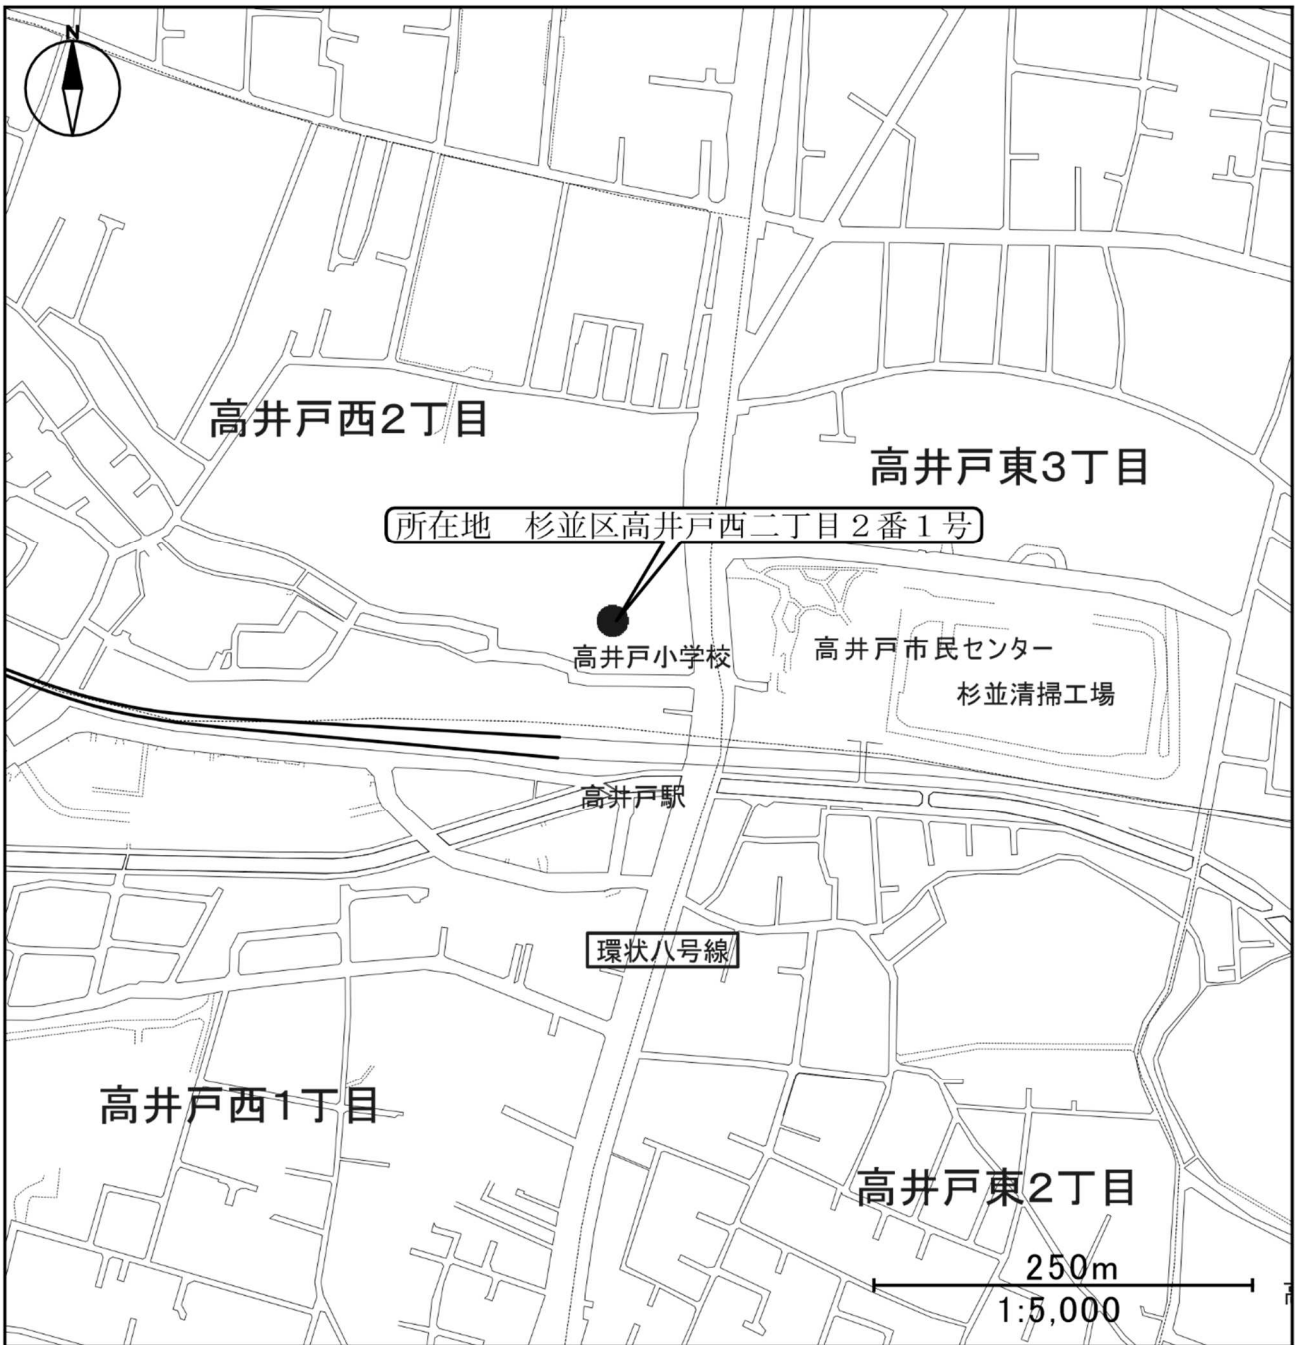 N
高井戸西2丁目
高井戸東3丁目
所在地　杉並区高井戸西二丁目２番１号
高井戸小学校
高井戸市民センター
杉並清掃工場
高井戸駅
環状八号線
高井戸西1丁目
高井戸東2丁目
250m
1:5,000